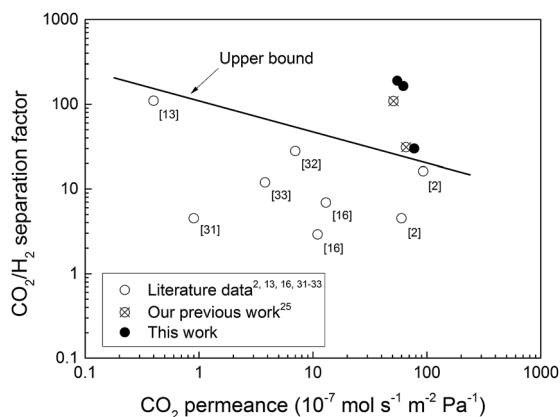 1000
100
10
1
0.1
CO₂/H₂ separation factor
Upper bound
[13]
[32]
[33]
[2]
[16]
[31]
[2]
[16]
Literature data², ¹³, ¹⁶, ³¹⁻³³
Our previous work²⁵
This work
0.1 1 10 100 1000
CO₂ permeance (10⁻⁷ mol s⁻¹ m⁻² Pa⁻¹)